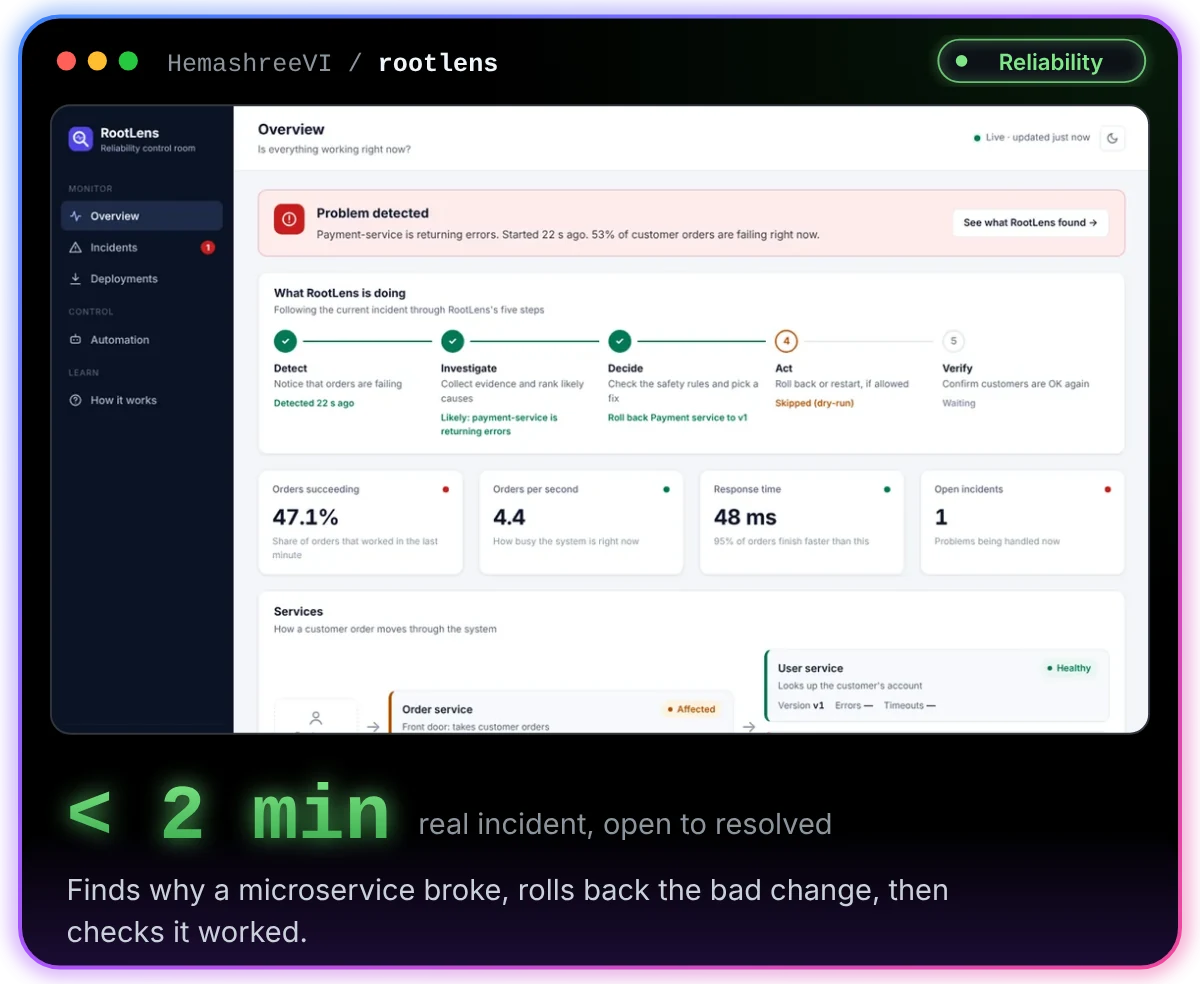 HemashreeVI / rootlens
Reliability
RootLens
Reliability control room
MONITOR
Overview
Incidents
1
Deployments
CONTROL
Automation
LEARN
How it works
Overview
Is everything working right now?
Live · updated just now
Problem detected
Payment-service is returning errors. Started 22 s ago. 53% of customer orders are failing right now.
See what RootLens found →
What RootLens is doing
Following the current incident through RootLens's five steps
Detect
Notice that orders are failing
Detected 22 s ago
Investigate
Collect evidence and rank likely
causes
Likely: payment-service is
returning errors
Decide
Check the safety rules and pick a
fix
Roll back Payment service to v1
4
Act
Roll back or restart, if allowed
Skipped (dry-run)
5
Verify
Confirm customers are OK again
Waiting
Orders succeeding
47.1%
Share of orders that worked in the last
minute
Orders per second
4.4
How busy the system is right now
Response time
48 ms
95% of orders finish faster than this
Open incidents
1
Problems being handled now
Services
How a customer order moves through the system
Order service
Affected
Front door: takes customer orders
User service
Healthy
Looks up the customer's account
Version v1 Errors — Timeouts —
< 2 min real incident, open to resolved
Finds why a microservice broke, rolls back the bad change, then
checks it worked.